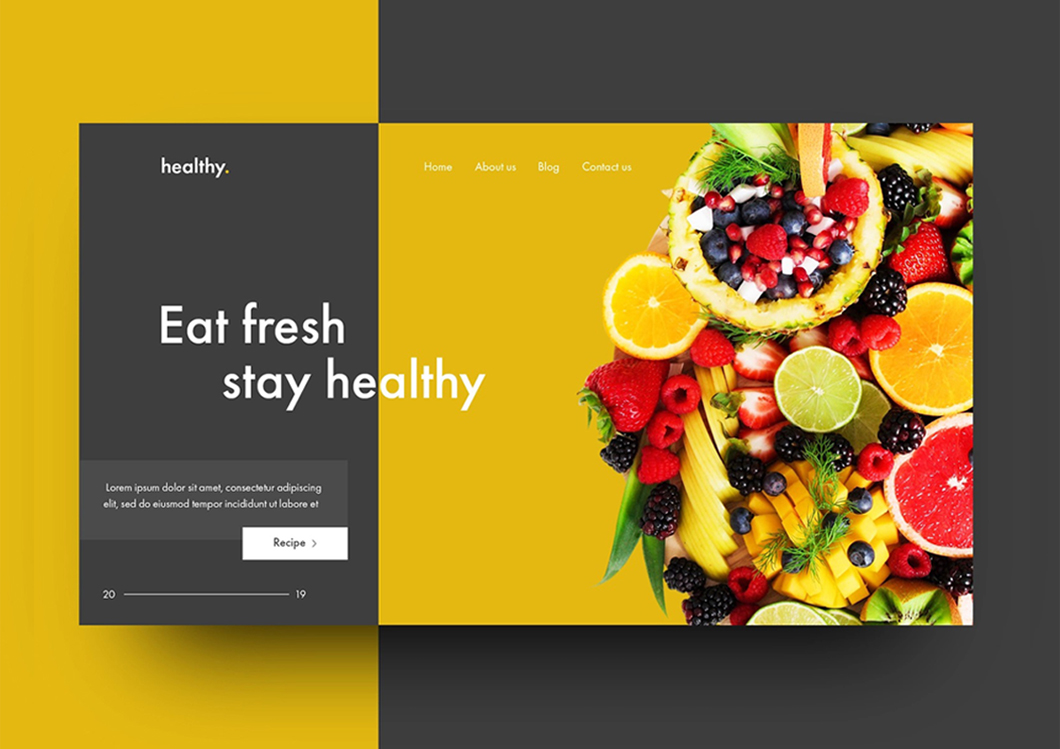 healthy.
Home About us Blog Contact us
Eat fresh
stay healthy
Lorem ipsum dolor sit amet, consectetur adipiscing
elit, sed do eiusmod tempor incididunt ut labore et
Recipe >
20 19